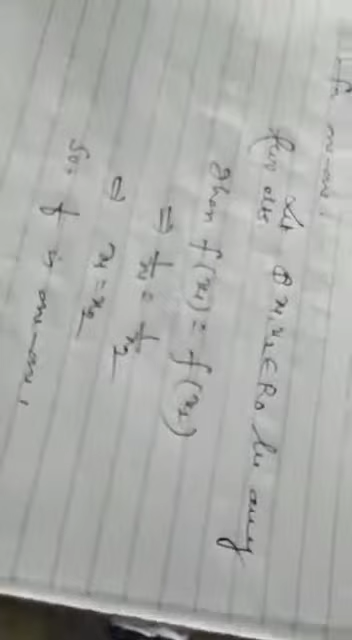 for one-one:
Let x₁, x₂ ∈ R₀ be any
then f(x₁) = f(x₂)
⇒ 1/x₁ = 1/x₂
⇒ x₁ = x₂
So, f is one-one.